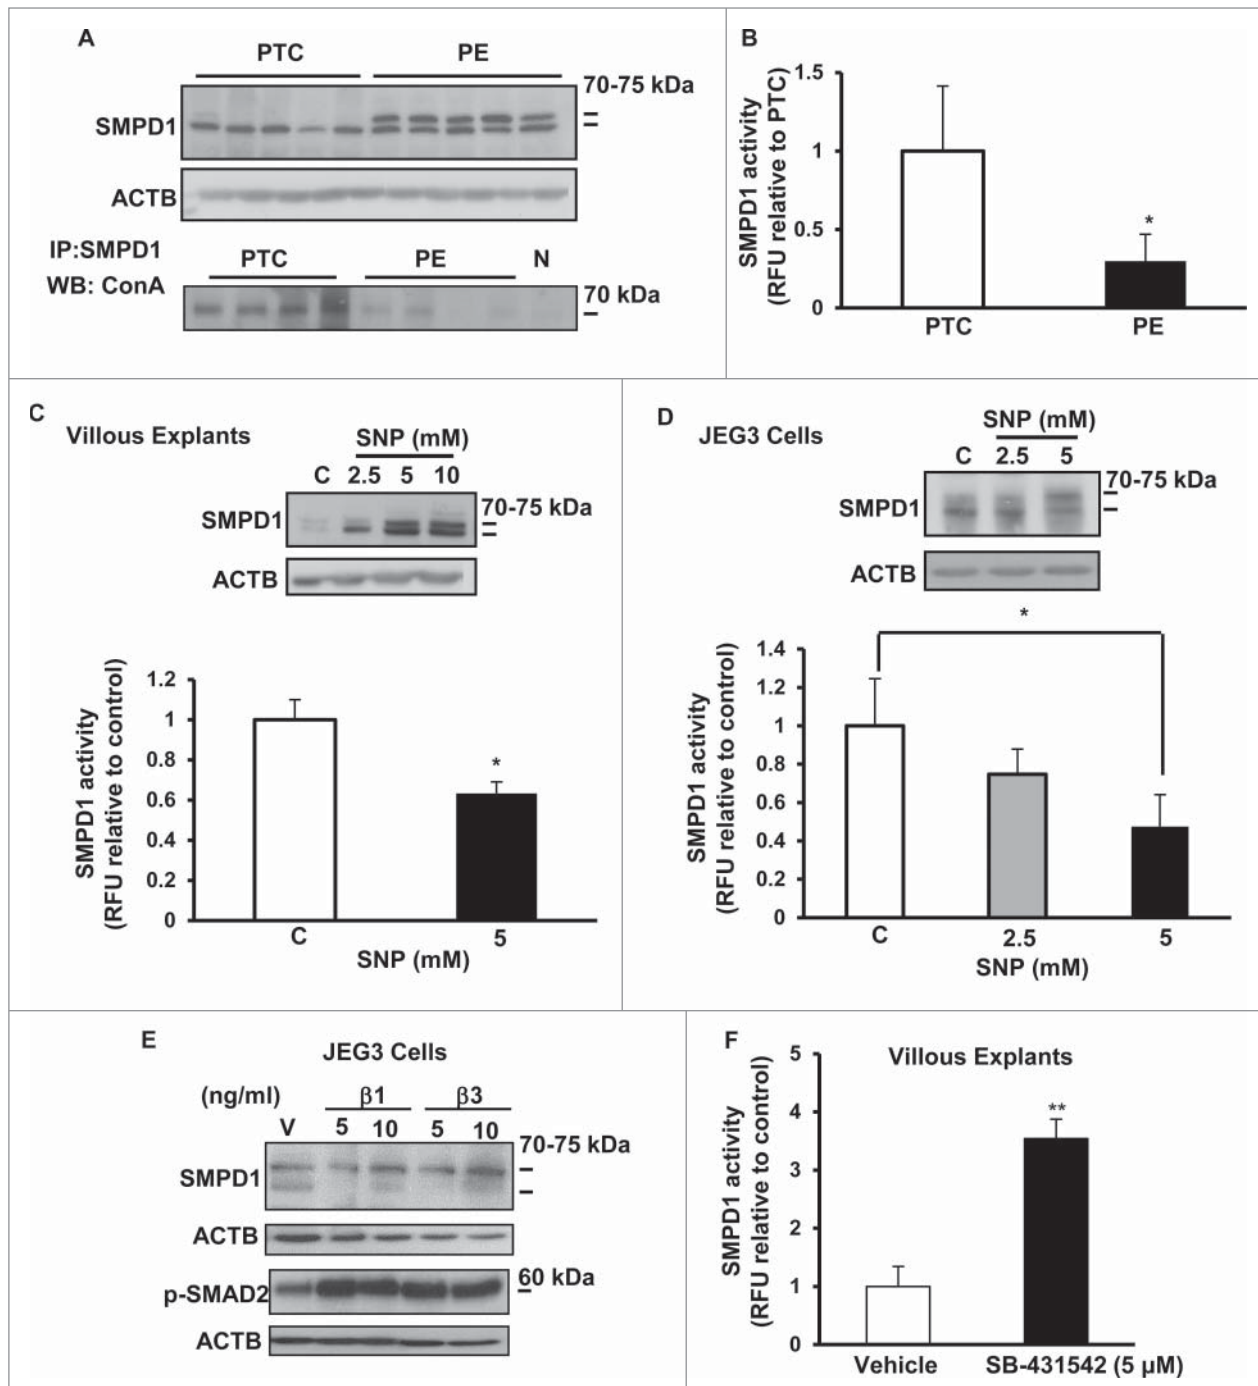 A
PTC PE
70-75 kDa
SMPD1
ACTB
IP:SMPD1
WB: ConA
PTC PE N
70 kDa
B
SMPD1 activity
(RFU relative to PTC)
1.5
1
0.5
0
*
PTC PE
C
Villous Explants
SNP (mM)
C 2.5 5 10
70-75 kDa
SMPD1
ACTB
SMPD1 activity
(RFU relative to control)
1.2
1
0.8
0.6
0.4
0.2
0
*
C 5
SNP (mM)
D
JEG3 Cells
SNP (mM)
C 2.5 5
70-75 kDa
SMPD1
ACTB
*
SMPD1 activity
(RFU relative to control)
1.4
1.2
1
0.8
0.6
0.4
0.2
0
C 2.5 5
SNP (mM)
E
JEG3 Cells
(ng/ml) β1 β3
V 5 10 5 10
70-75 kDa
SMPD1
ACTB
60 kDa
p-SMAD2
ACTB
F
Villous Explants
SMPD1 activity
(RFU relative to control)
5
4
3
2
1
0
**
Vehicle SB-431542 (5 µM)